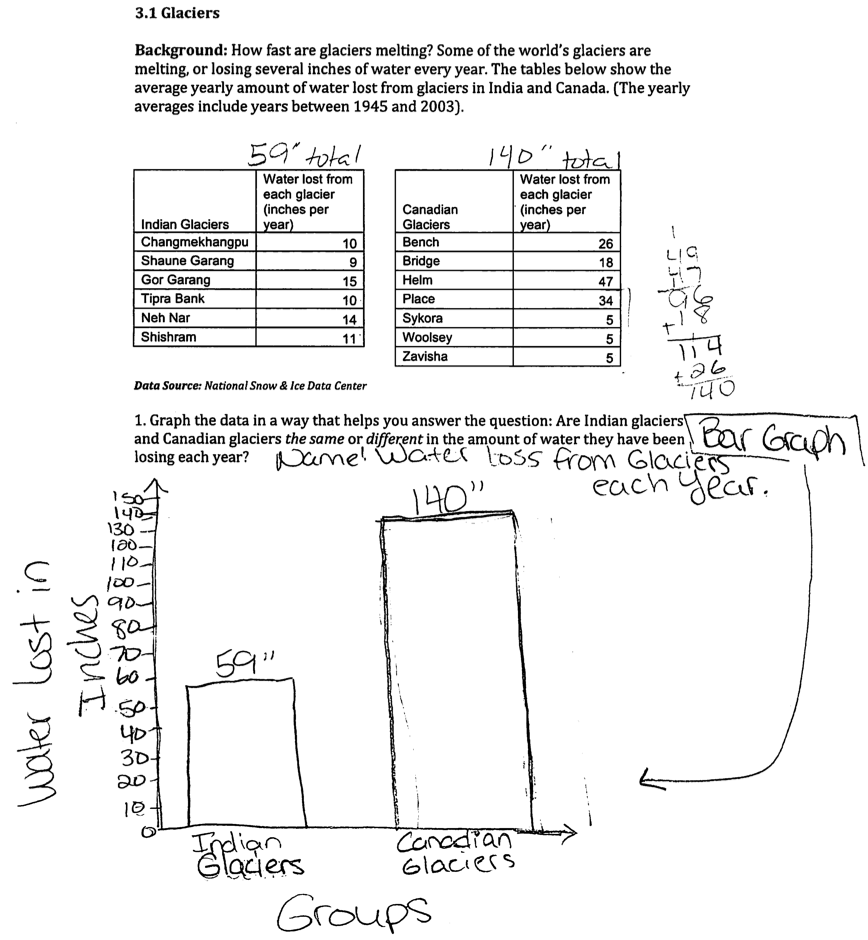 3.1 Glaciers
Background: How fast are glaciers melting? Some of the world's glaciers are
melting, or losing several inches of water every year. The tables below show the
average yearly amount of water lost from glaciers in India and Canada. (The yearly
averages include years between 1945 and 2003).
59" total
Indian Glaciers Water lost from each glacier (inches per year)
Changmekhangpu 10
Shaune Garang 9
Gor Garang 15
Tipra Bank 10
Neh Nar 14
Shishram 11
140" total
Canadian Glaciers Water lost from each glacier (inches per year)
Bench 26
Bridge 18
Helm 47
Place 34
Sykora 5
Woolsey 5
Zavisha 5
1
49
47
96
+18
114
+26
140
Data Source: National Snow & Ice Data Center
1. Graph the data in a way that helps you answer the question: Are Indian glaciers
and Canadian glaciers the same or different in the amount of water they have been
losing each year?
Bar Graph
Name: Water loss from Glaciers
each year.
Water Lost in
Inches
150
140
130
120
110
100
90
80
70
60
50
40
30
20
10
0
59"
140"
Indian
Glaciers
Canadian
Glaciers
Groups